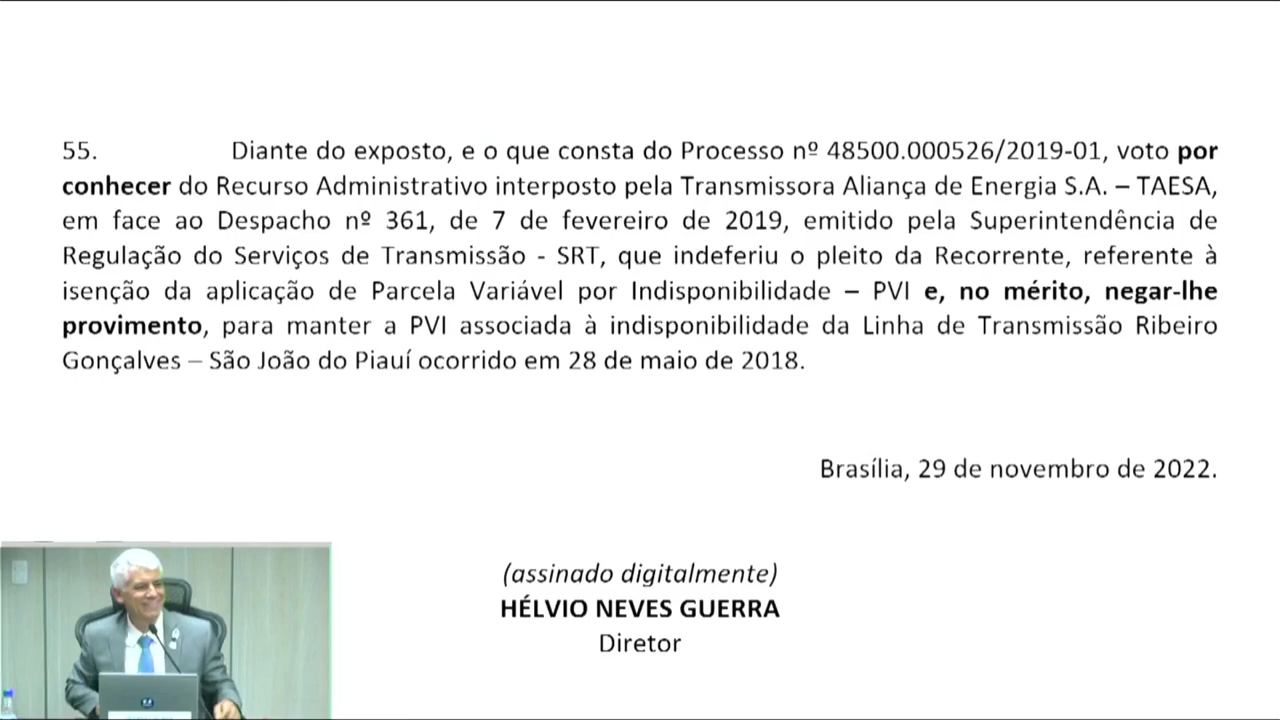 55. Diante do exposto, e o que consta do Processo nº 48500.000526/2019-01, voto por
conhecer do Recurso Administrativo interposto pela Transmissora Aliança de Energia S.A. – TAESA,
em face ao Despacho nº 361, de 7 de fevereiro de 2019, emitido pela Superintendência de
Regulação do Serviços de Transmissão - SRT, que indeferiu o pleito da Recorrente, referente à
isenção da aplicação de Parcela Variável por Indisponibilidade – PVI e, no mérito, negar-lhe
provimento, para manter a PVI associada à indisponibilidade da Linha de Transmissão Ribeiro
Gonçalves – São João do Piauí ocorrido em 28 de maio de 2018.
Brasília, 29 de novembro de 2022.
(assinado digitalmente)
HÉLVIO NEVES GUERRA
Diretor